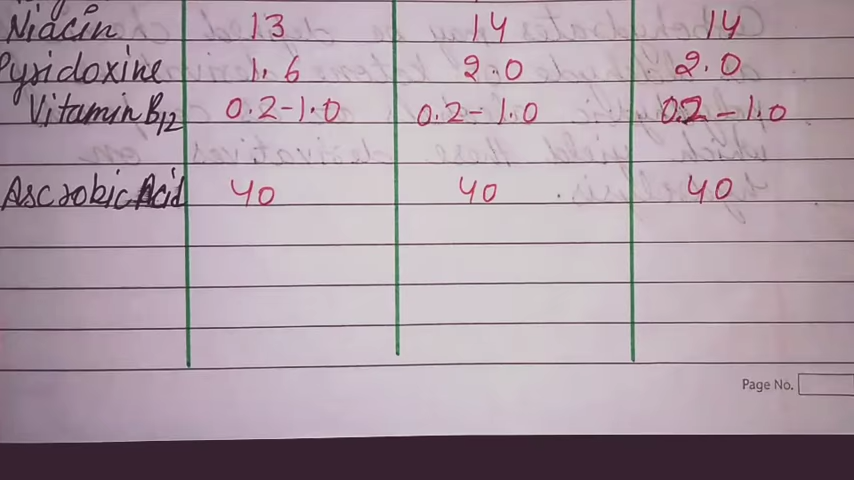 Niacin 13 14 14
Pyridoxine 1.6 2.0 2.0
Vitamin B12 0.2-1.0 0.2-1.0 0.2-1.0
Ascrobic Acid 40 40 40
Page No.